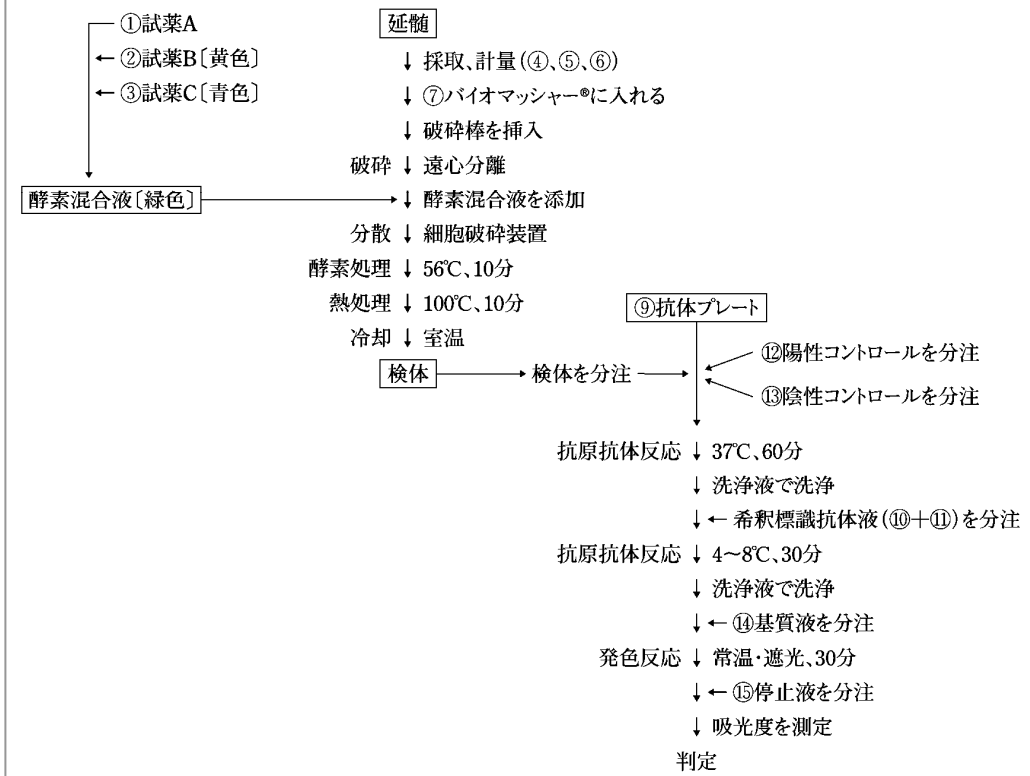 ①試薬A
②試薬B〔黄色〕
③試薬C〔青色〕
酵素混合液〔緑色〕
延髄
採取、計量(④、⑤、⑥)
⑦バイオマッシャー®に入れる
破砕棒を挿入
破砕 遠心分離
酵素混合液を添加
分散 細胞破砕装置
酵素処理 56℃、10分
熱処理 100℃、10分
冷却 室温
検体
検体を分注
⑨抗体プレート
⑫陽性コントロールを分注
⑬陰性コントロールを分注
抗原抗体反応 37℃、60分
洗浄液で洗浄
希釈標識抗体液(⑩+⑪)を分注
抗原抗体反応 4〜8℃、30分
洗浄液で洗浄
⑭基質液を分注
発色反応 常温・遮光、30分
⑮停止液を分注
吸光度を測定
判定